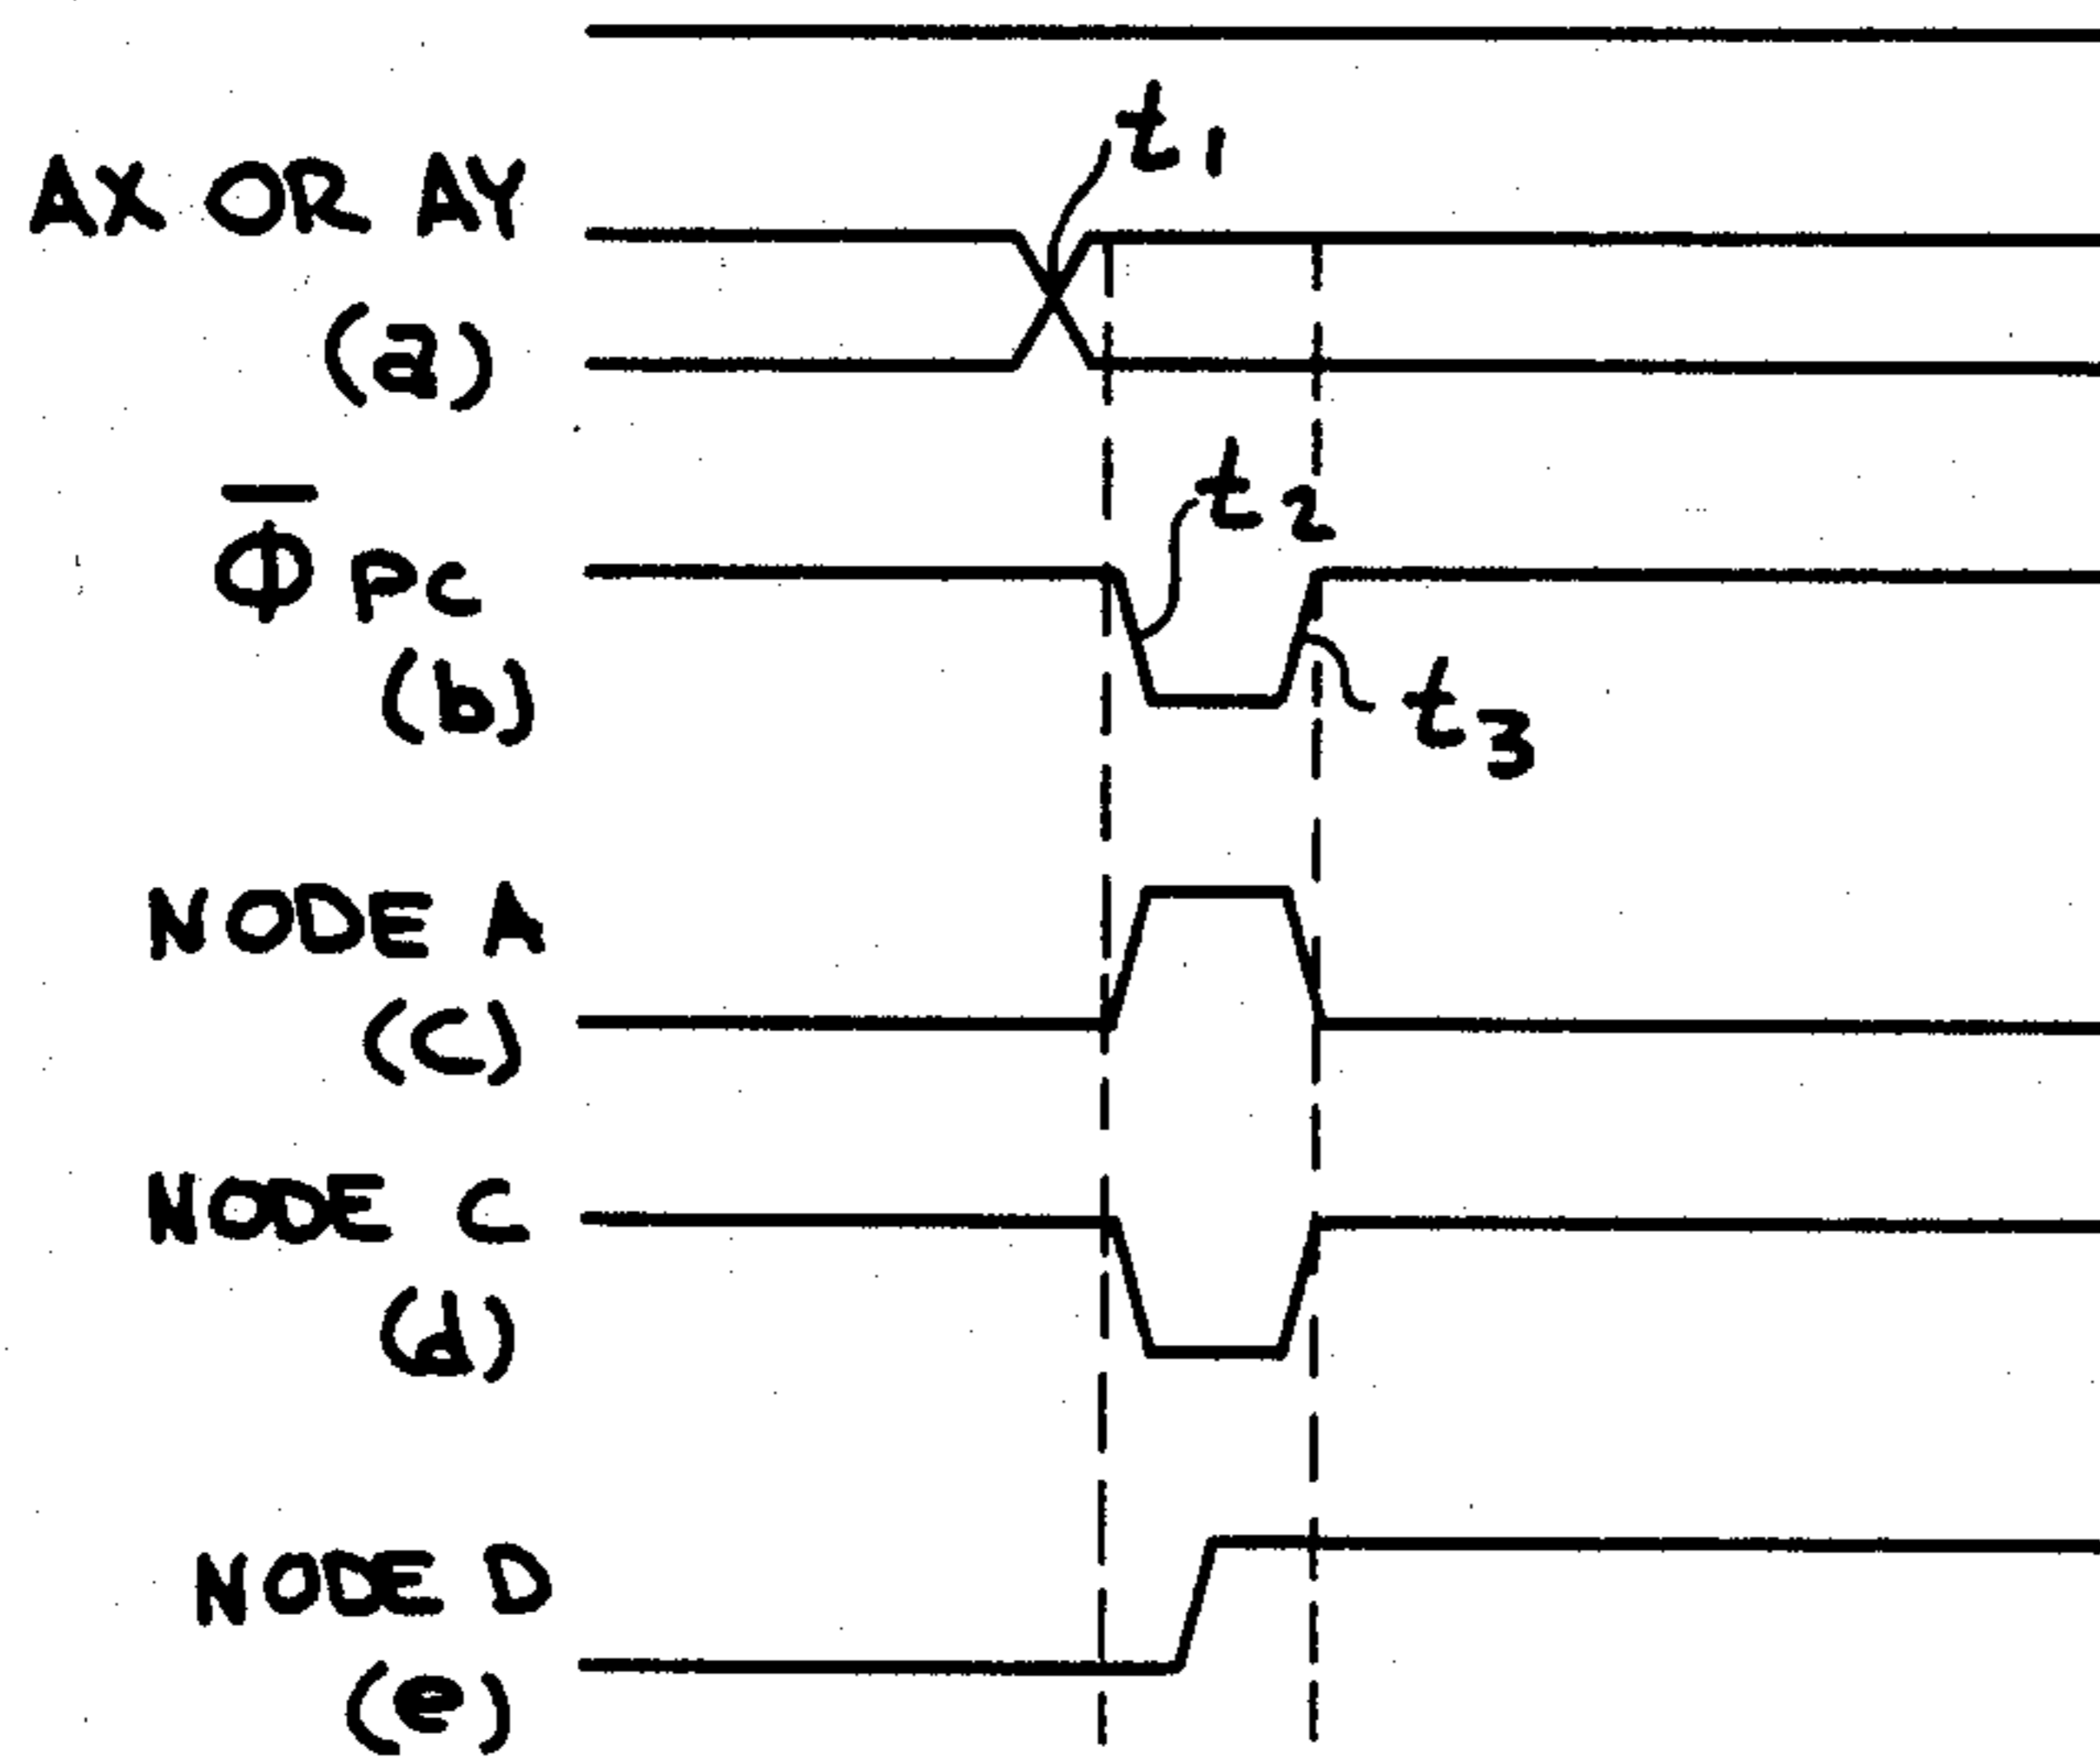 t1
AX OR AY
(a)
t2
Φ̅ PC
(b)
t3
NODE A
(C)
NODE C
(d)
NODE D
(e)